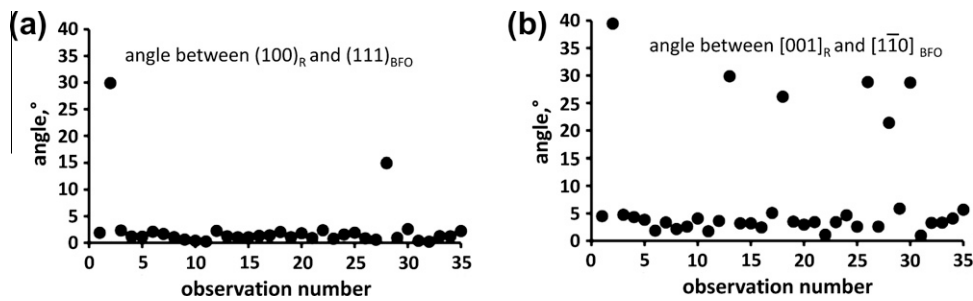 (a)
angle between (100)R and (111)BFO
angle,°
40
35
30
25
20
15
10
5
0
0 5 10 15 20 25 30 35
observation number
(b)
angle between [001]R and [11̅0] BFO
angle,°
40
35
30
25
20
15
10
5
0
0 5 10 15 20 25 30 35
observation number